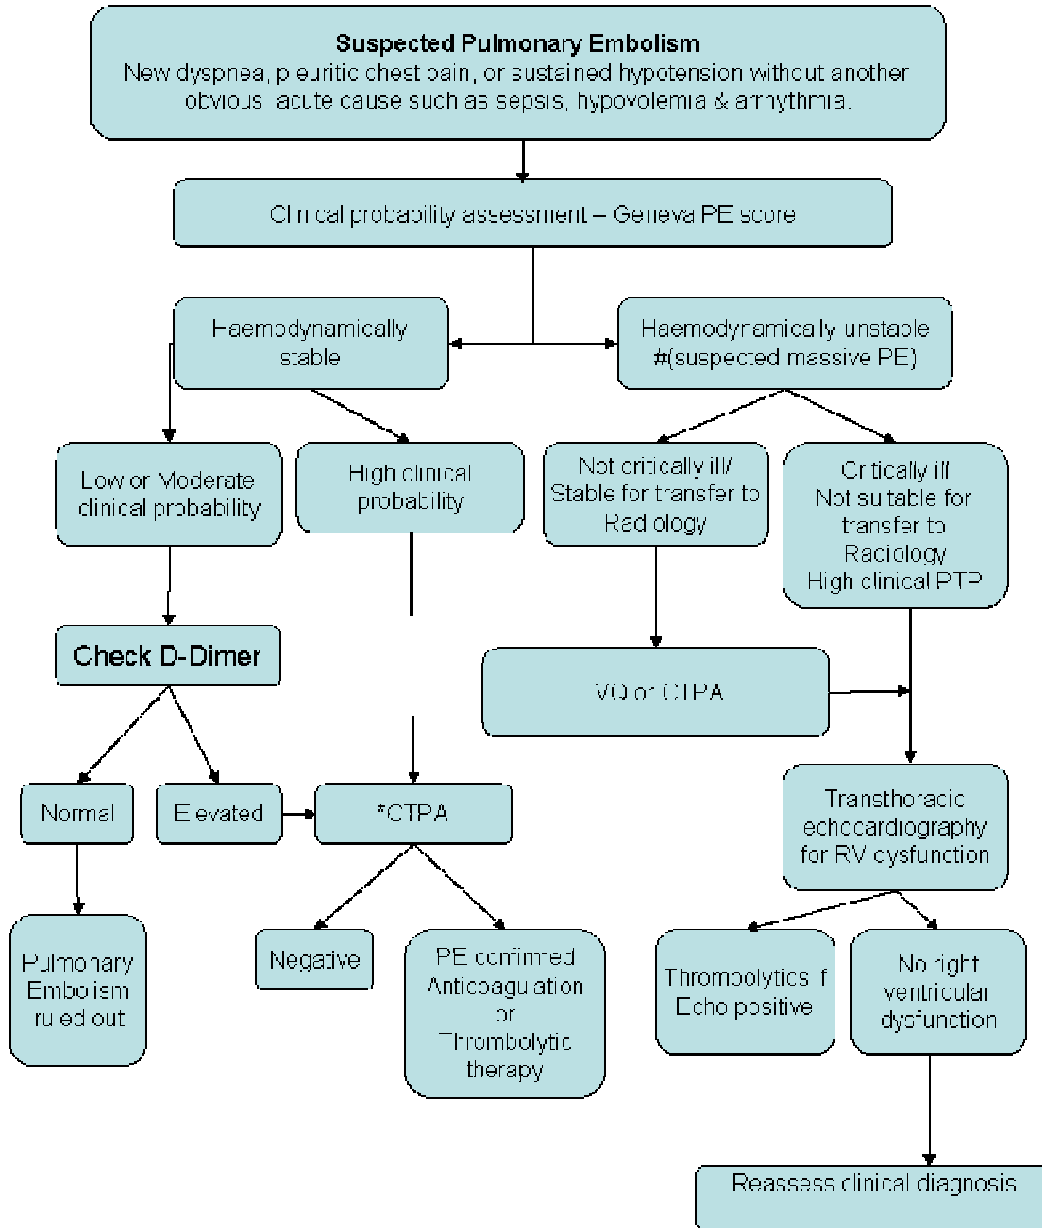 Suspected Pulmonary Embolism
New dyspnea, pleuritic chest pain, or sustained hypotension without another
obvious acute cause such as sepsis, hypovolemia & arrhythmia.
Clinical probability assessment – Geneva PE score
Haemodynamically
stable
Haemodynamically unstable
#(suspected massive PE)
Low or Moderate
clinical probability
High clinical
probability
Not critically ill/
Stable for transfer to
Radiology
Critically ill
Not suitable for
transfer to
Radiology
High clinical PTP
Check D-Dimer
VQ or CTPA
Normal
Elevated
*CTPA
Transthoracic
echocardiography
for RV dysfunction
Pulmonary
Embolism
ruled out
Negative
PE confirmed
Anticoagulation
or
Thrombolytic
therapy
Thrombolytics if
Echo positive
No right
ventricular
dysfunction
Reassess clinical diagnosis